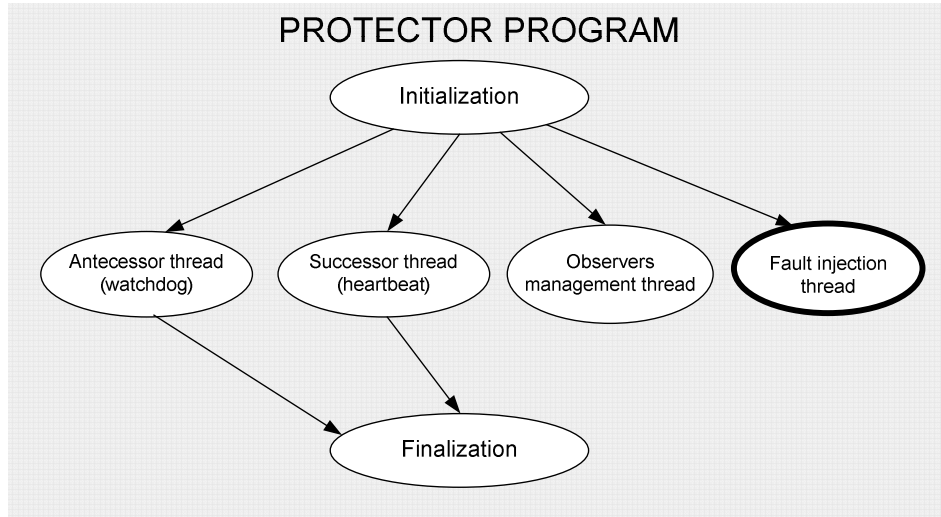 PROTECTOR PROGRAM
Initialization
Antecessor thread
(watchdog)
Successor thread
(heartbeat)
Observers
management thread
Fault injection
thread
Finalization